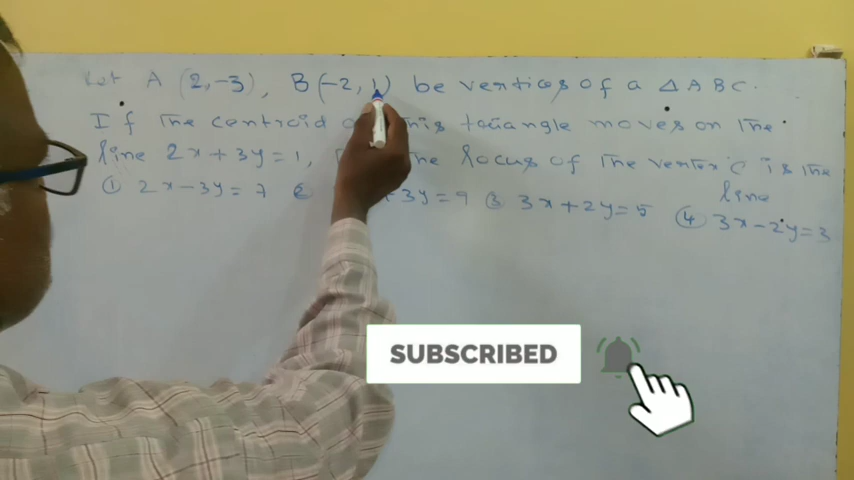 Let A (2,-3), B(-2, 1) be vertices of a △ABC.
If the centroid this triangle moves on the
line 2x+3y=1, the locus of the vertex C is the
line
① 2x-3y=7 ② +3y=9 ③ 3x+2y=5 ④ 3x-2y=3
SUBSCRIBED